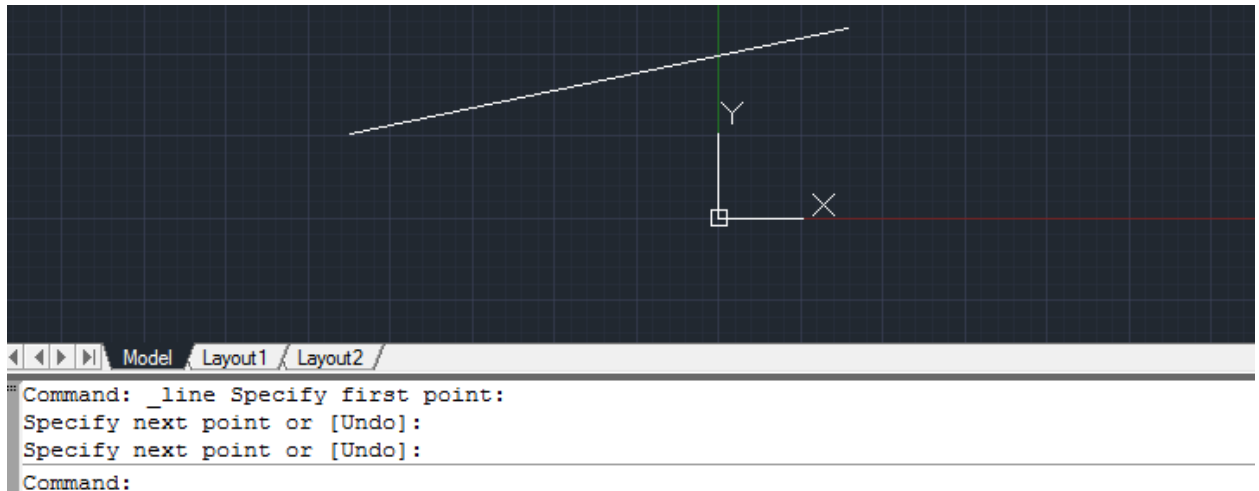 Y
X
Model Layout1 Layout2
Command: _line Specify first point:
Specify next point or [Undo]:
Specify next point or [Undo]:
Command: